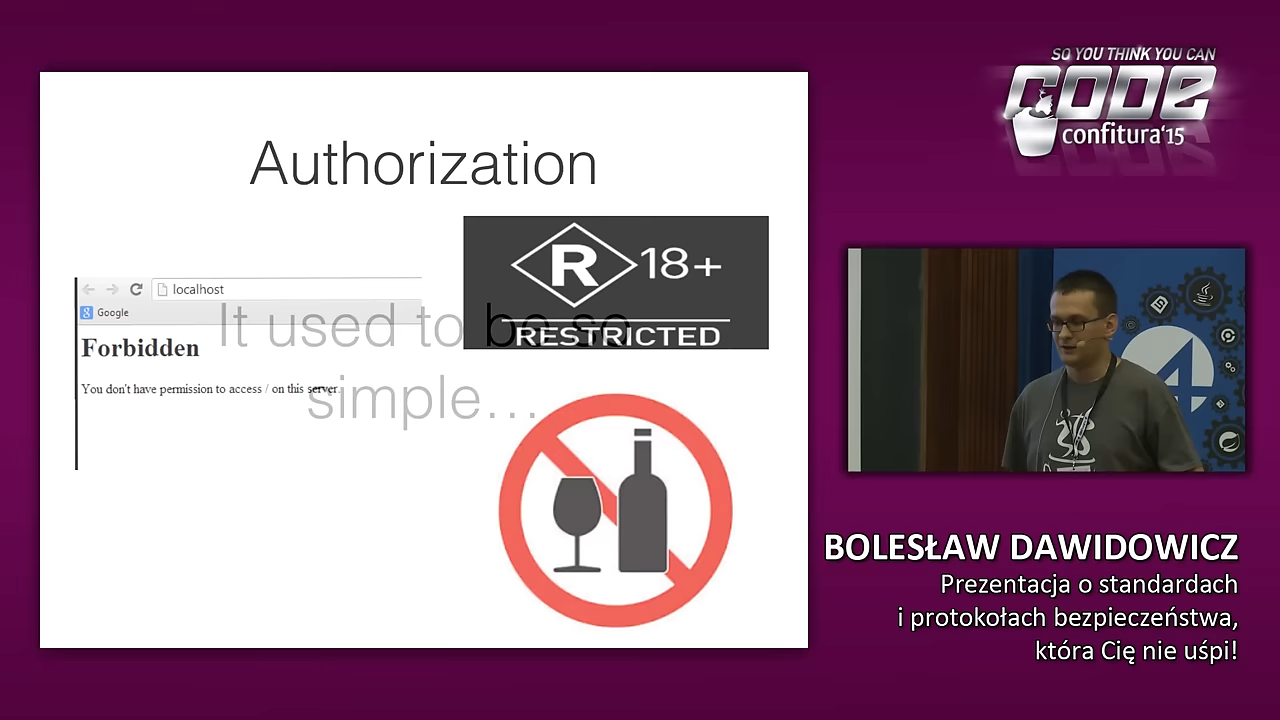 SO YOU THINK YOU CAN
CODE
confitura'15
Authorization
R 18+
RESTRICTED
localhost
Google
It used to be so
simple...
Forbidden
You don't have permission to access / on this server.
4
BOLESŁAW DAWIDOWICZ
Prezentacja o standardach
i protokołach bezpieczeństwa,
która Cię nie uśpi!